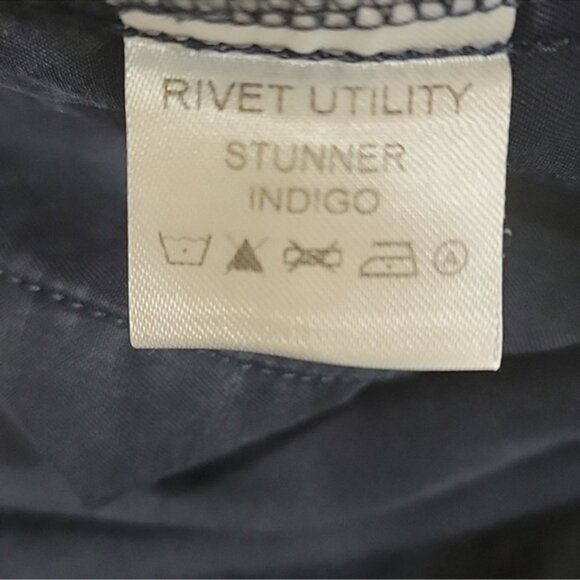 RIVET UTILITY
STUNNER
INDIGO
A